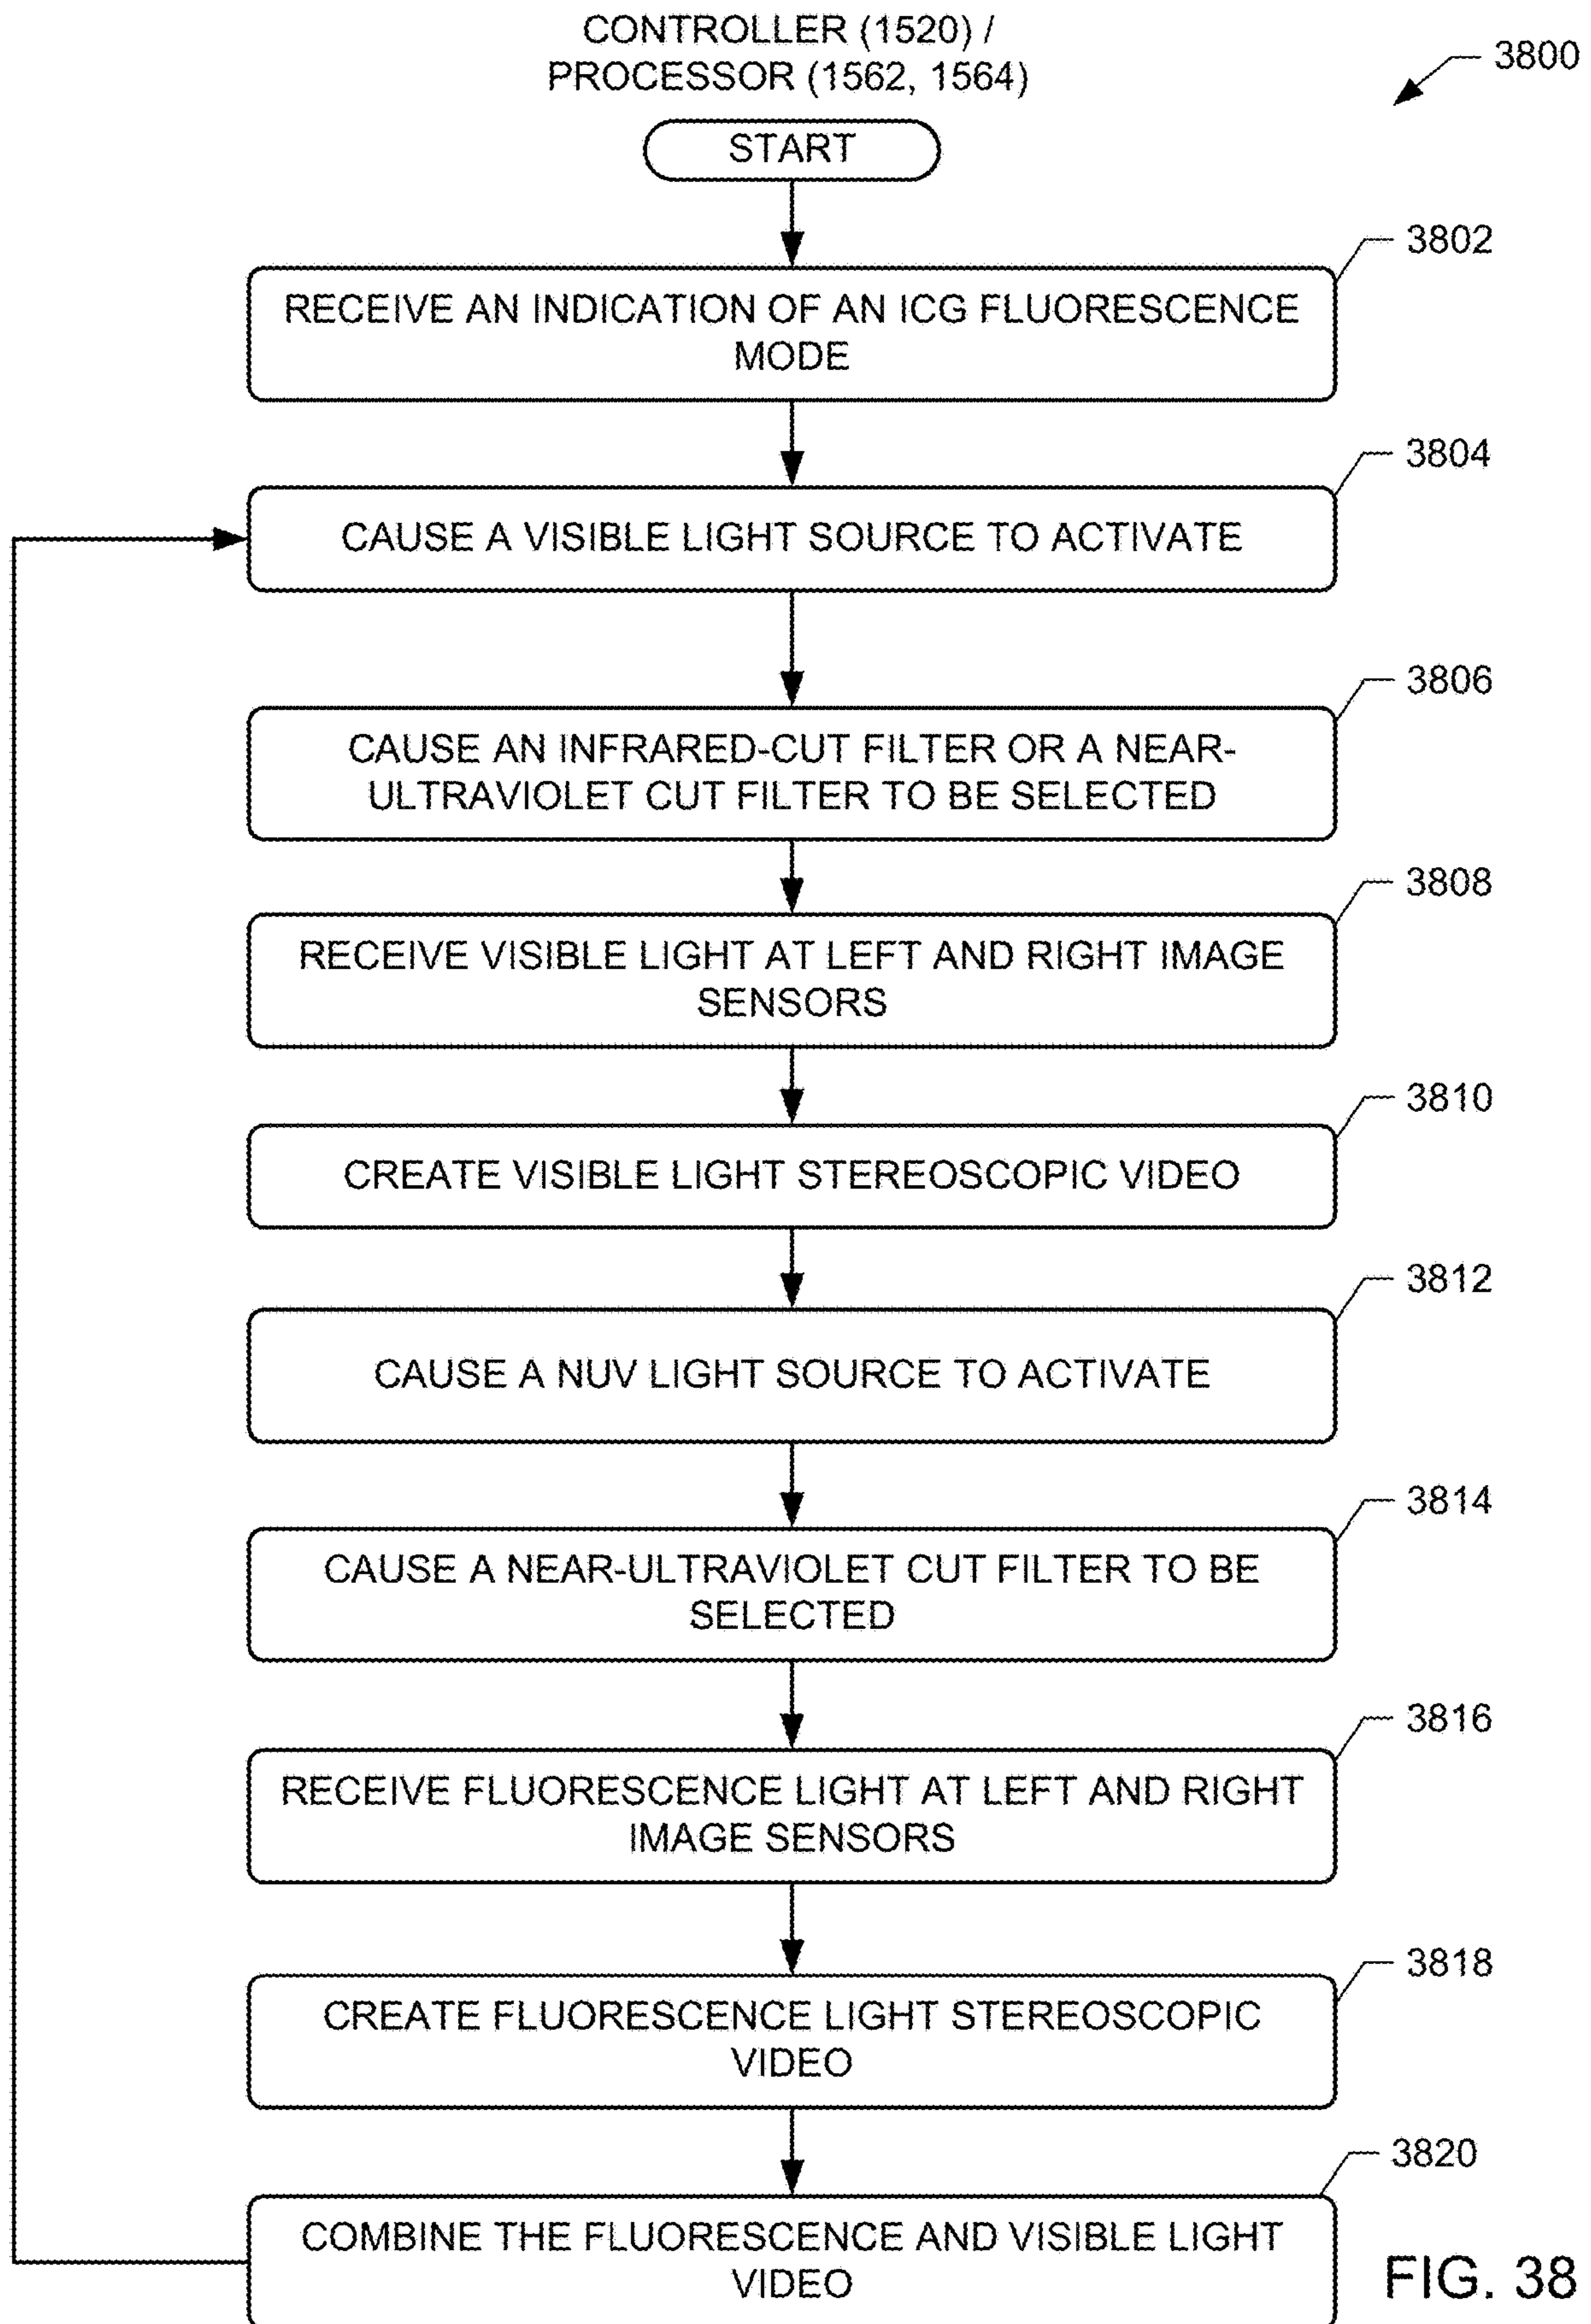 CONTROLLER (1520) /
PROCESSOR (1562, 1564)
3800
START
3802
RECEIVE AN INDICATION OF AN ICG FLUORESCENCE
MODE
3804
CAUSE A VISIBLE LIGHT SOURCE TO ACTIVATE
3806
CAUSE AN INFRARED-CUT FILTER OR A NEAR-
ULTRAVIOLET CUT FILTER TO BE SELECTED
3808
RECEIVE VISIBLE LIGHT AT LEFT AND RIGHT IMAGE
SENSORS
3810
CREATE VISIBLE LIGHT STEREOSCOPIC VIDEO
3812
CAUSE A NUV LIGHT SOURCE TO ACTIVATE
3814
CAUSE A NEAR-ULTRAVIOLET CUT FILTER TO BE
SELECTED
3816
RECEIVE FLUORESCENCE LIGHT AT LEFT AND RIGHT
IMAGE SENSORS
3818
CREATE FLUORESCENCE LIGHT STEREOSCOPIC
VIDEO
3820
COMBINE THE FLUORESCENCE AND VISIBLE LIGHT
VIDEO
FIG. 38